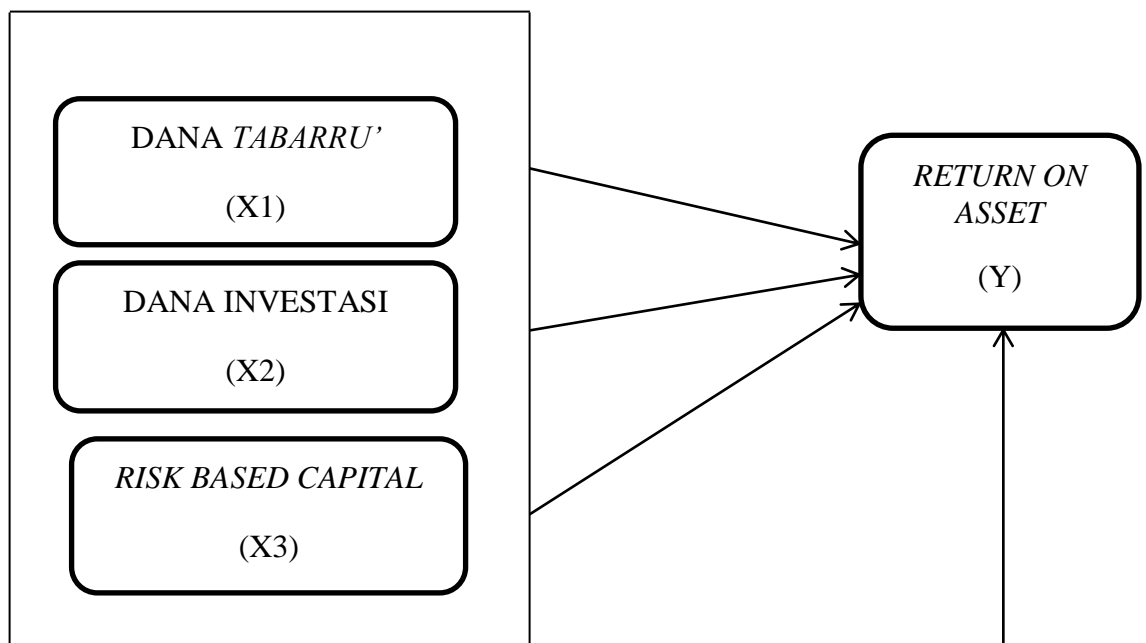 DANA TABARRU’
(X1)
DANA INVESTASI
(X2)
RISK BASED CAPITAL
(X3)
RETURN ON
ASSET
(Y)